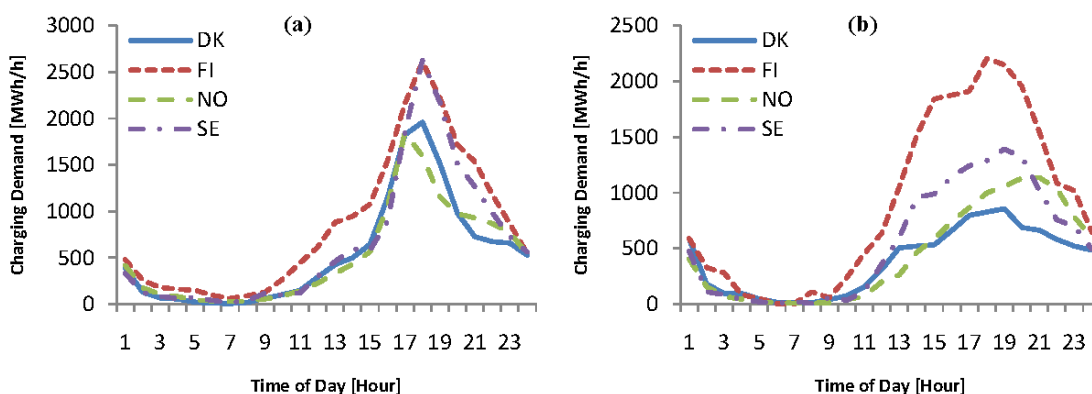 (a)
Charging Demand [MWh/h]
3000
2500
2000
1500
1000
500
0
DK
FI
NO
SE
1 3 5 7 9 11 13 15 17 19 21 23
Time of Day [Hour]
(b)
Charging Demand [MWh/h]
2500
2000
1500
1000
500
0
DK
FI
NO
SE
1 3 5 7 9 11 13 15 17 19 21 23
Time of Day [Hour]